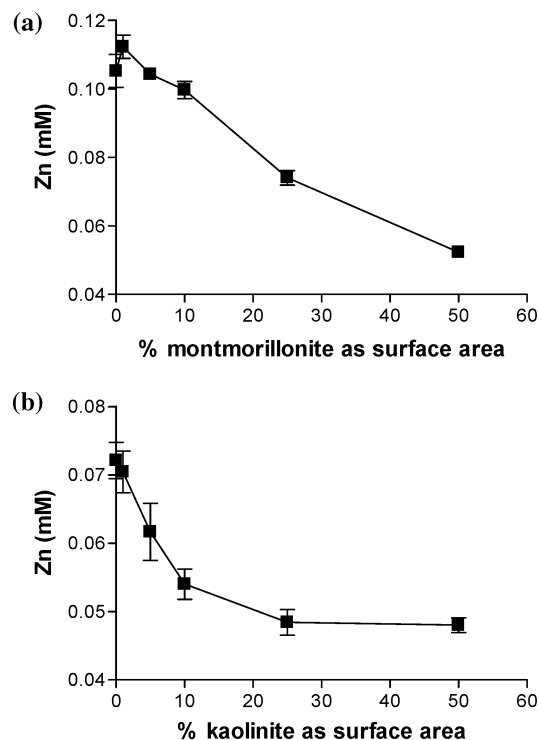 (a)
0.12
0.10
0.08
0.06
0.04
Zn (mM)
0 10 20 30 40 50 60
% montmorillonite as surface area
(b)
0.08
0.07
0.06
0.05
0.04
Zn (mM)
0 10 20 30 40 50 60
% kaolinite as surface area